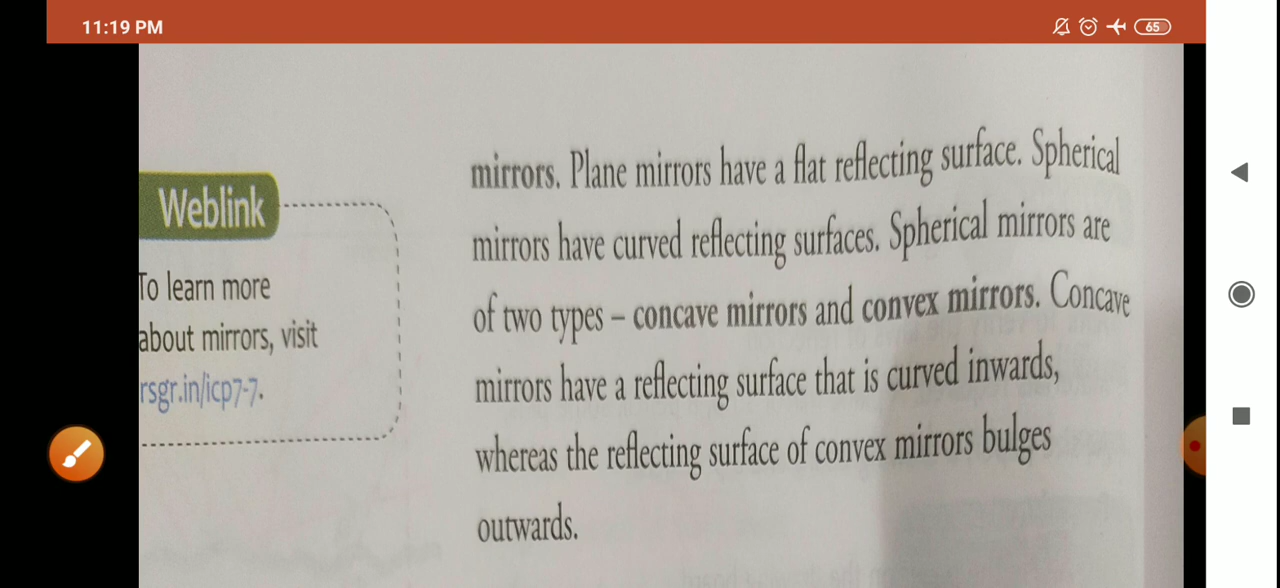 11:19 PM
65
Weblink
To learn more
about mirrors, visit
rsgr.in/icp7-7.
mirrors. Plane mirrors have a flat reflecting surface. Spherical
mirrors have curved reflecting surfaces. Spherical mirrors are
of two types – concave mirrors and convex mirrors. Concave
mirrors have a reflecting surface that is curved inwards,
whereas the reflecting surface of convex mirrors bulges
outwards.